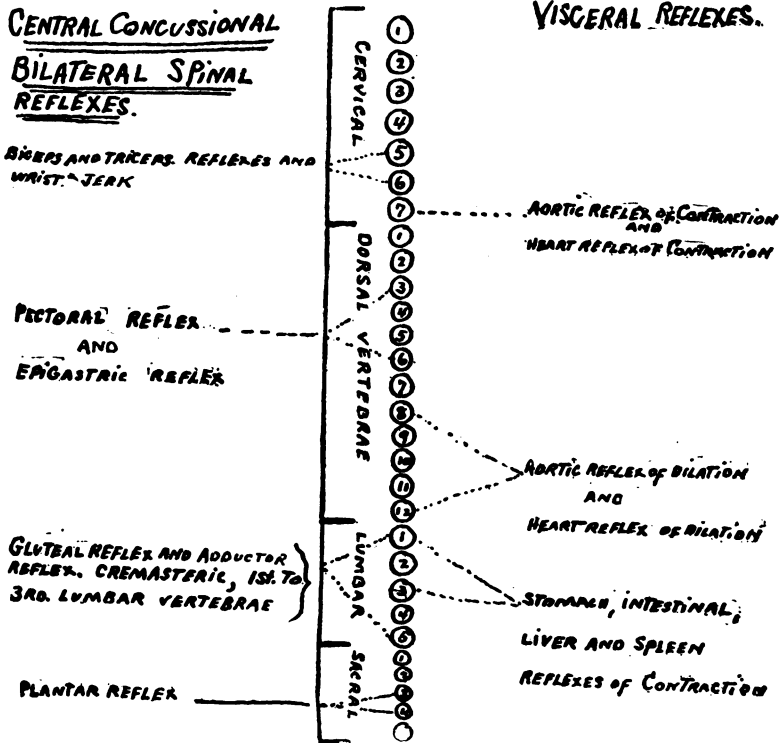 CENTRAL CONCUSSIONAL
BILATERAL SPINAL
REFLEXES.
BICEPS AND TRICEPS REFLEXES AND
WRIST-JERK
PECTORAL REFLEX
AND
EPIGASTRIC REFLEX
GLUTEAL REFLEX AND ADDUCTOR
REFLEX. CREMASTERIC, 1ST. TO
3RD. LUMBAR VERTEBRAE
PLANTAR REFLEX
CERVICAL
DORSAL VERTEBRAE
LUMBAR
SACRAL
1
2
3
4
5
6
7
1
2
3
4
5
6
7
8
9
10
11
12
1
2
3
4
5
1
2
3
4
VISCERAL REFLEXES.
AORTIC REFLEX OF CONTRACTION
AND
HEART REFLEX OF CONTRACTION
AORTIC REFLEX OF DILATION
AND
HEART REFLEX OF DILATION
STOMACH, INTESTINAL,
LIVER AND SPLEEN
REFLEXES OF CONTRACTION